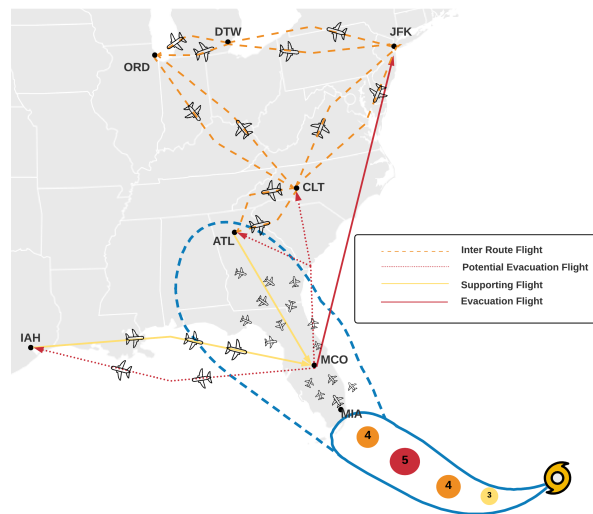 DTW
JFK
ORD
CLT
ATL
Inter Route Flight
Potential Evacuation Flight
Supporting Flight
Evacuation Flight
IAH
MCO
MIA
4
5
4
3